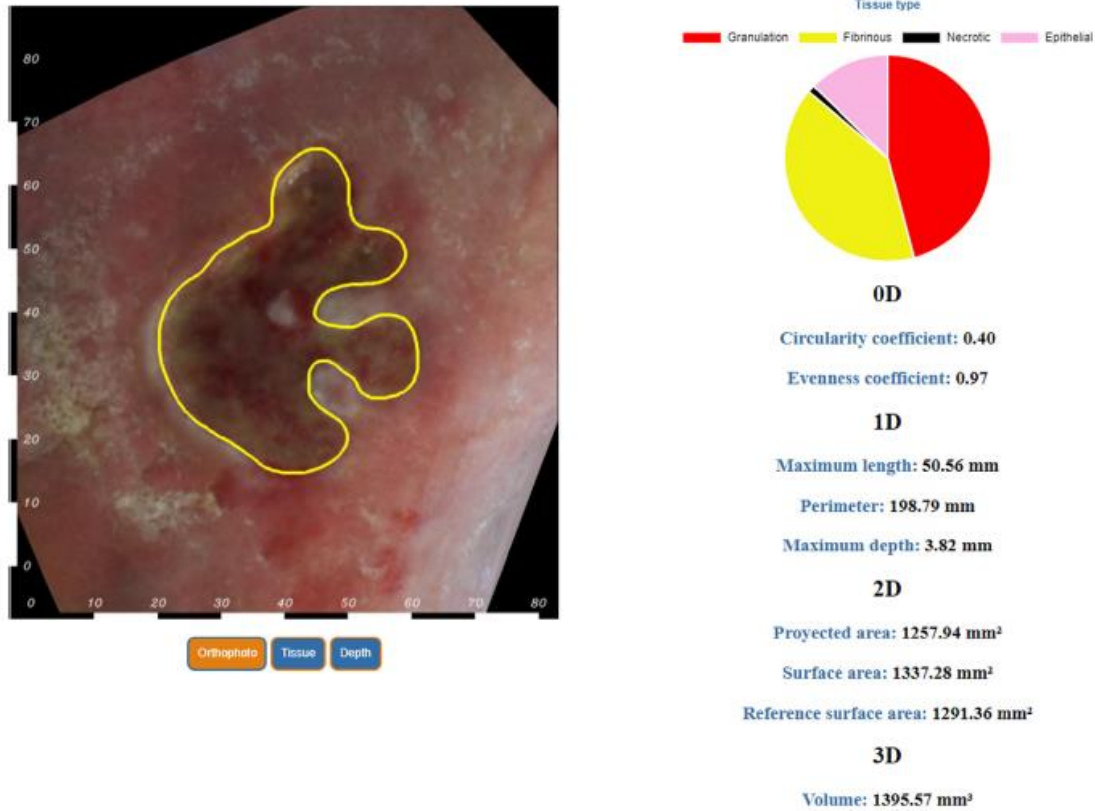 Tissue type
Granulation Fibrinous Necrotic Epithelial
80
70
60
50
40
30
20
10
0
0 10 20 30 40 50 60 70 80
Orthophoto Tissue Depth
0D
Circularity coefficient: 0.40
Evenness coefficient: 0.97
1D
Maximum length: 50.56 mm
Perimeter: 198.79 mm
Maximum depth: 3.82 mm
2D
Proyected area: 1257.94 mm²
Surface area: 1337.28 mm²
Reference surface area: 1291.36 mm²
3D
Volume: 1395.57 mm³